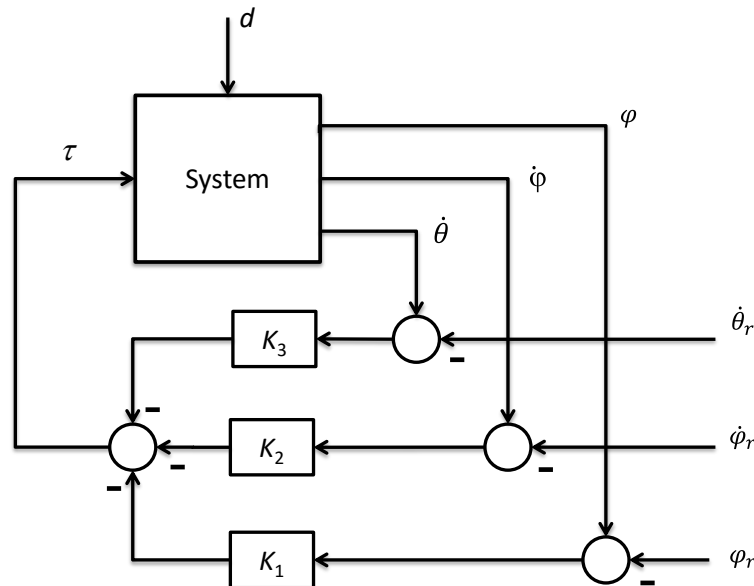 d
φ
τ
System
φ̇
θ̇
θ̇ᵣ
K₃
-
-
K₂
-
-
φ̇ᵣ
-
K₁
-
φᵣ